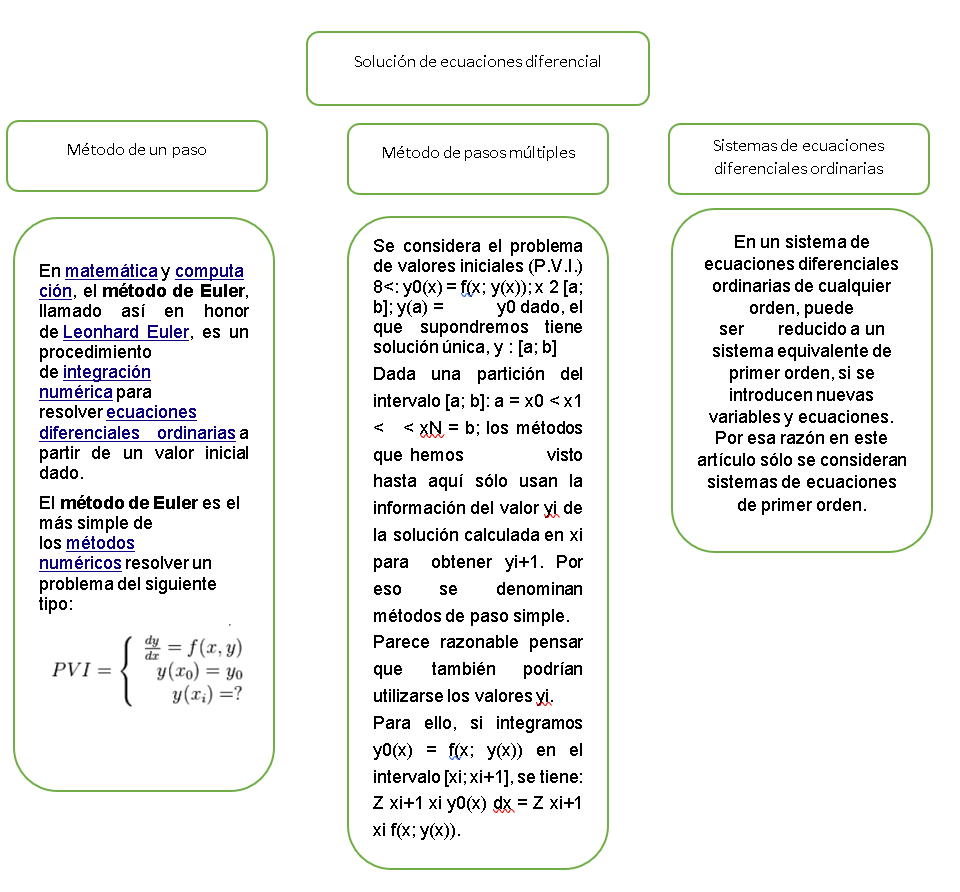 Solución de ecuaciones diferencial
Método de un paso
En matemática y computa
ción, el método de Euler,
llamado así en honor
de Leonhard Euler, es un
procedimiento
de integración
numérica para
resolver ecuaciones
diferenciales ordinarias a
partir de un valor inicial
dado.
El método de Euler es el
más simple de
los métodos
numéricos resolver un
problema del siguiente
tipo:
PVI = { dy/dx = f(x, y)
y(x₀) = y₀
y(xᵢ) =?
Método de pasos múltiples
Se considera el problema
de valores iniciales (P.V.I.)
8<: y0(x) = f(x; y(x)); x 2 [a;
b]; y(a) = y0 dado, el
que supondremos tiene
solución única, y : [a; b]
Dada una partición del
intervalo [a; b]: a = x0 < x1
< < xN = b; los métodos
que hemos visto
hasta aquí sólo usan la
información del valor yi de
la solución calculada en xi
para obtener yi+1. Por
eso se denominan
métodos de paso simple.
Parece razonable pensar
que también podrían
utilizarse los valores yi.
Para ello, si integramos
y0(x) = f(x; y(x)) en el
intervalo [xi; xi+1], se tiene:
Z xi+1 xi y0(x) dx = Z xi+1
xi f(x; y(x)).
Sistemas de ecuaciones
diferenciales ordinarias
En un sistema de
ecuaciones diferenciales
ordinarias de cualquier
orden, puede
ser reducido a un
sistema equivalente de
primer orden, si se
introducen nuevas
variables y ecuaciones.
Por esa razón en este
artículo sólo se consideran
sistemas de ecuaciones
de primer orden.